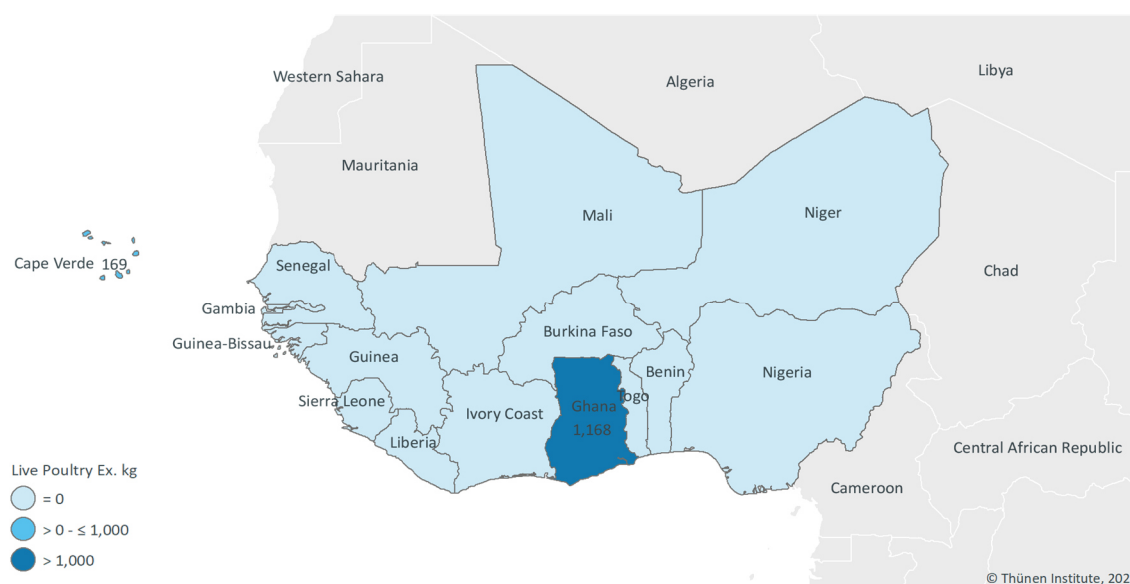 Western Sahara
Algeria
Libya
Mauritania
Mali
Niger
Cape Verde 169
Senegal
Chad
Gambia
Burkina Faso
Guinea-Bissau
Guinea
Benin
Nigeria
Togo
Sierra Leone
Ivory Coast
Ghana
1,168
Liberia
Central African Republic
Cameroon
Live Poultry Ex. kg
= 0
> 0 - ≤ 1,000
> 1,000
© Thünen Institute, 202